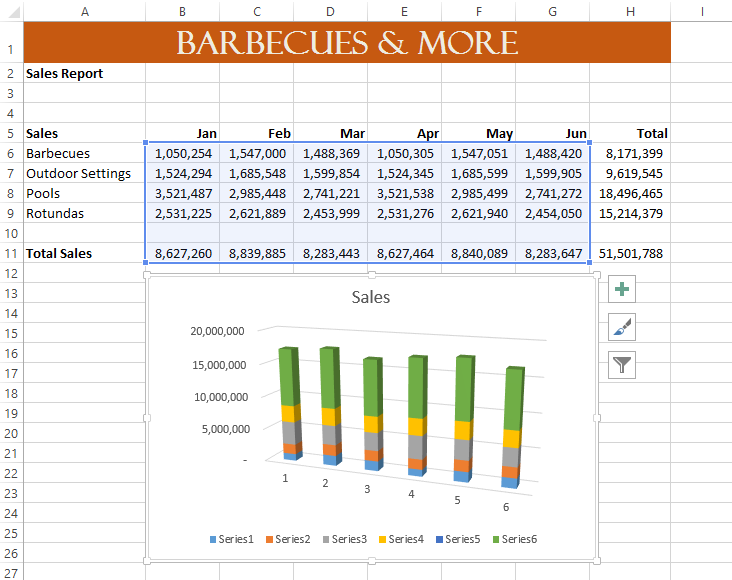 A B C D E F G H I
1 BARBECUES & MORE
2 Sales Report
3
4
5 Sales Jan Feb Mar Apr May Jun Total
6 Barbecues 1,050,254 1,547,000 1,488,369 1,050,305 1,547,051 1,488,420 8,171,399
7 Outdoor Settings 1,524,294 1,685,548 1,599,854 1,524,345 1,685,599 1,599,905 9,619,545
8 Pools 3,521,487 2,985,448 2,741,221 3,521,538 2,985,499 2,741,272 18,496,465
9 Rotundas 2,531,225 2,621,889 2,453,999 2,531,276 2,621,940 2,454,050 15,214,379
10
11 Total Sales 8,627,260 8,839,885 8,283,443 8,627,464 8,840,089 8,283,647 51,501,788
12
13 Sales
14
15 20,000,000
16
17 15,000,000
18 10,000,000
19
20 5,000,000
21
22 -
23 1 2 3 4 5 6
24
25 Series1 Series2 Series3 Series4 Series5 Series6
26
27